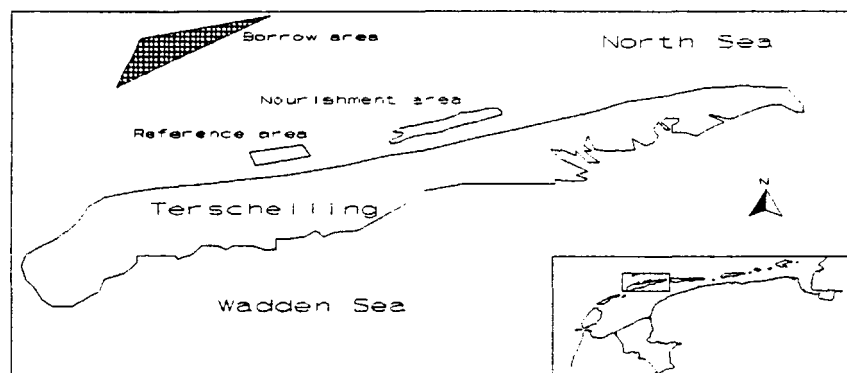 Borrow area
North Sea
Nourishment area
Reference area
Terschelling
N
Wadden Sea